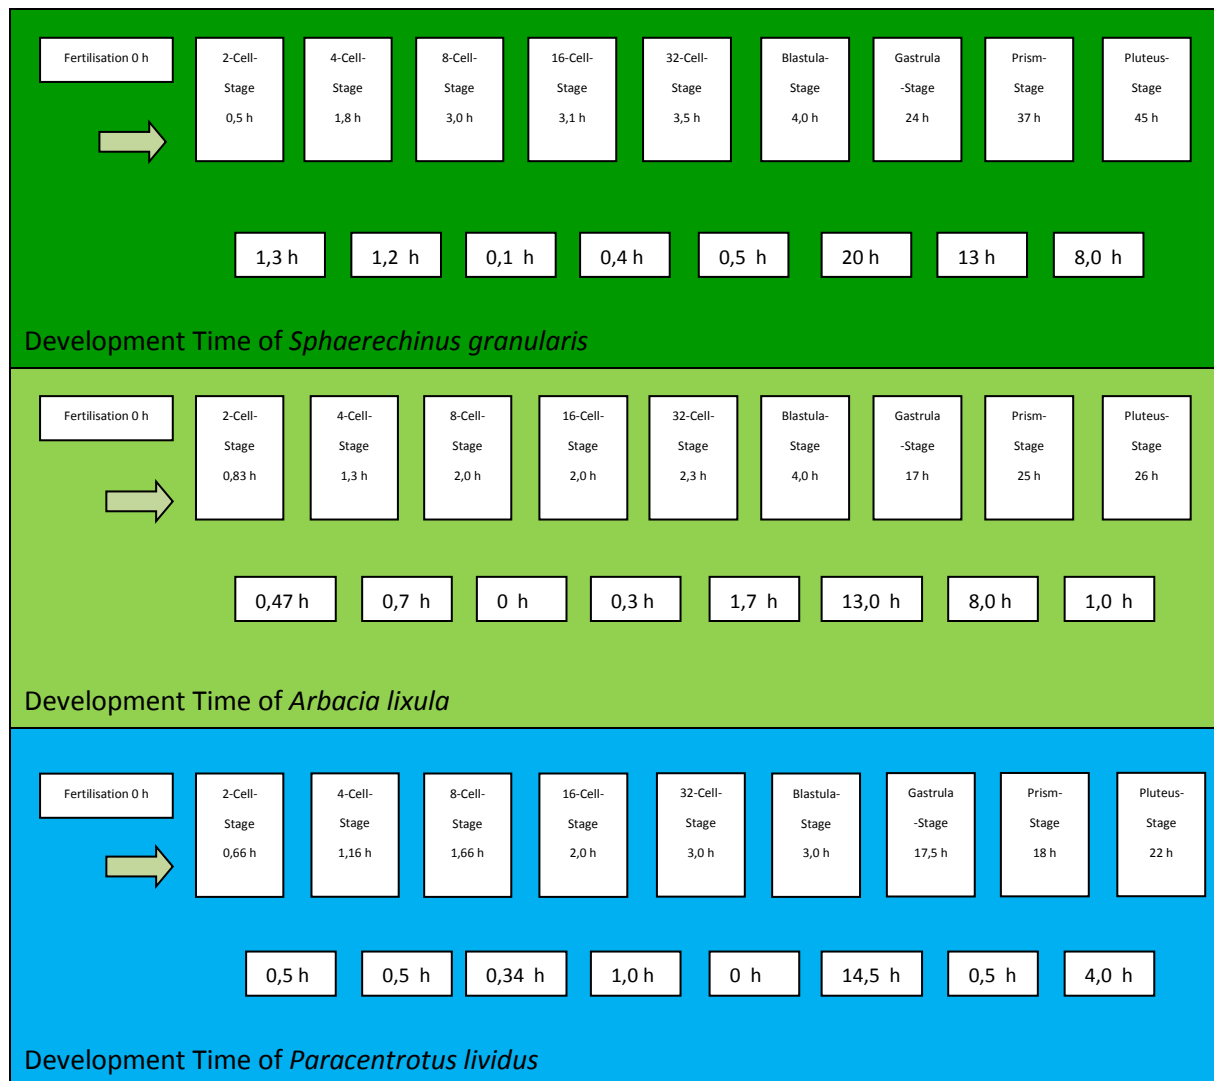 Fertilisation 0 h
2-Cell-
Stage
0,5 h
4-Cell-
Stage
1,8 h
8-Cell-
Stage
3,0 h
16-Cell-
Stage
3,1 h
32-Cell-
Stage
3,5 h
Blastula-
Stage
4,0 h
Gastrula
-Stage
24 h
Prism-
Stage
37 h
Pluteus-
Stage
45 h
1,3 h
1,2 h
0,1 h
0,4 h
0,5 h
20 h
13 h
8,0 h
Development Time of Sphaerechinus granularis
Fertilisation 0 h
2-Cell-
Stage
0,83 h
4-Cell-
Stage
1,3 h
8-Cell-
Stage
2,0 h
16-Cell-
Stage
2,0 h
32-Cell-
Stage
2,3 h
Blastula-
Stage
4,0 h
Gastrula
-Stage
17 h
Prism-
Stage
25 h
Pluteus-
Stage
26 h
0,47 h
0,7 h
0 h
0,3 h
1,7 h
13,0 h
8,0 h
1,0 h
Development Time of Arbacia lixula
Fertilisation 0 h
2-Cell-
Stage
0,66 h
4-Cell-
Stage
1,16 h
8-Cell-
Stage
1,66 h
16-Cell-
Stage
2,0 h
32-Cell-
Stage
3,0 h
Blastula-
Stage
3,0 h
Gastrula
-Stage
17,5 h
Prism-
Stage
18 h
Pluteus-
Stage
22 h
0,5 h
0,5 h
0,34 h
1,0 h
0 h
14,5 h
0,5 h
4,0 h
Development Time of Paracentrotus lividus